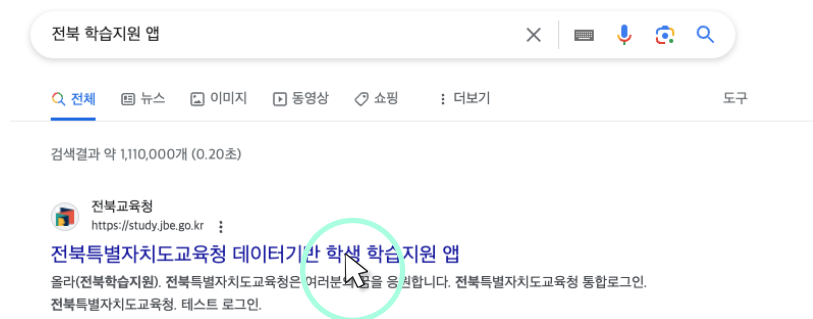 전북 학습지원 앱
전체 뉴스 이미지 동영상 쇼핑 더보기 도구
검색결과 약 1,110,000개 (0.20초)
전북교육청
https://study.jbe.go.kr
전북특별자치도교육청 데이터기반 학생 학습지원 앱
올라(전북학습지원). 전북특별자치도교육청은 여러분의 꿈을 응원합니다. 전북특별자치도교육청 통합로그인.
전북특별자치도교육청. 테스트 로그인.